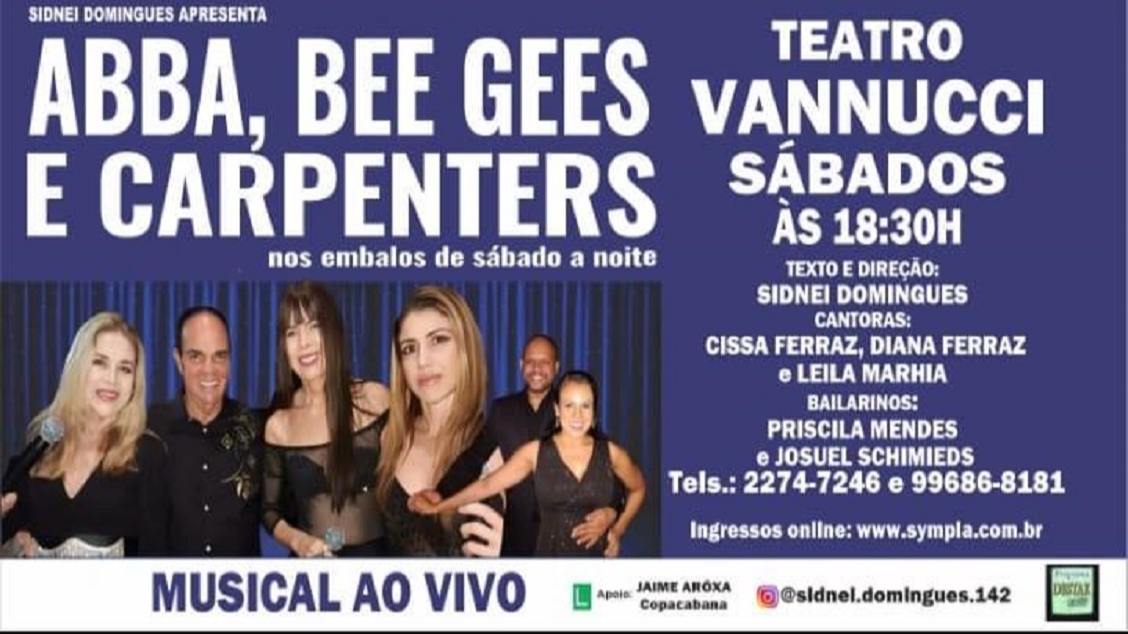 SIDNEI DOMINGUES APRESENTA
ABBA, BEE GEES
E CARPENTERS
nos embalos de sábado a noite
TEATRO
VANNUCCI
SÁBADOS
ÀS 18:30H
TEXTO E DIREÇÃO:
SIDNEI DOMINGUES
CANTORAS:
CISSA FERRAZ, DIANA FERRAZ
e LEILA MARHIA
BAILARINOS:
PRISCILA MENDES
e JOSUEL SCHIMIEDS
Tels.: 2274-7246 e 99686-8181
Ingressos online: www.sympla.com.br
MUSICAL AO VIVO
L
Apoio: JAIME ARÔXA
Copacabana
@sidnei.domingues.142